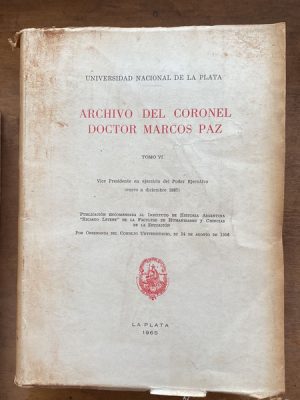 UNIVERSIDAD NACIONAL DE LA PLATA
ARCHIVO DEL CORONEL
DOCTOR MARCOS PAZ
TOMO VI
Vice Presidente en ejercicio del Poder Ejecutivo
(enero a diciembre 1867)
PUBLICACIÓN ENCOMENDADA AL INSTITUTO DE HISTORIA ARGENTINA
"RICARDO LEVENE" DE LA FACULTAD DE HUMANIDADES Y CIENCIAS
DE LA EDUCACIÓN
POR ORDENANZA DEL CONSEJO UNIVERSITARIO, DE 24 DE AGOSTO DE 1956
LA PLATA
1965